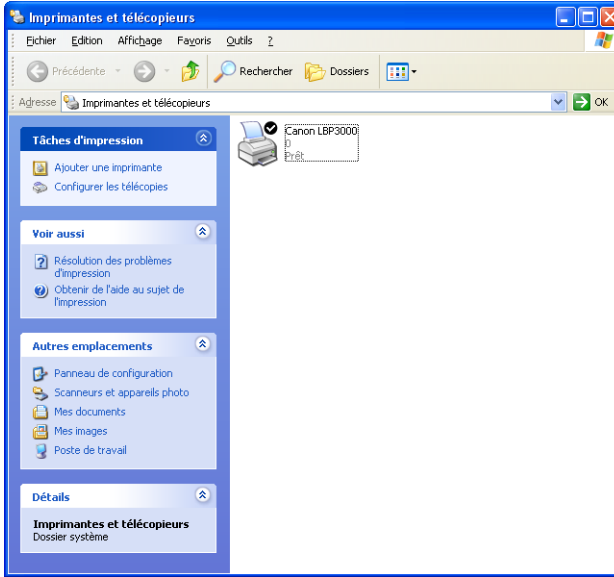 Imprimantes et télécopieurs
Fichier Edition Affichage Favoris Outils ?
Précédente Rechercher Dossiers
Adresse Imprimantes et télécopieurs OK
Tâches d'impression
Ajouter une imprimante
Configurer les télécopies
Voir aussi
Résolution des problèmes
d'impression
Obtenir de l'aide au sujet de
l'impression
Autres emplacements
Panneau de configuration
Scanneurs et appareils photo
Mes documents
Mes images
Poste de travail
Détails
Imprimantes et télécopieurs
Dossier système
Canon LBP3000
0
Prêt